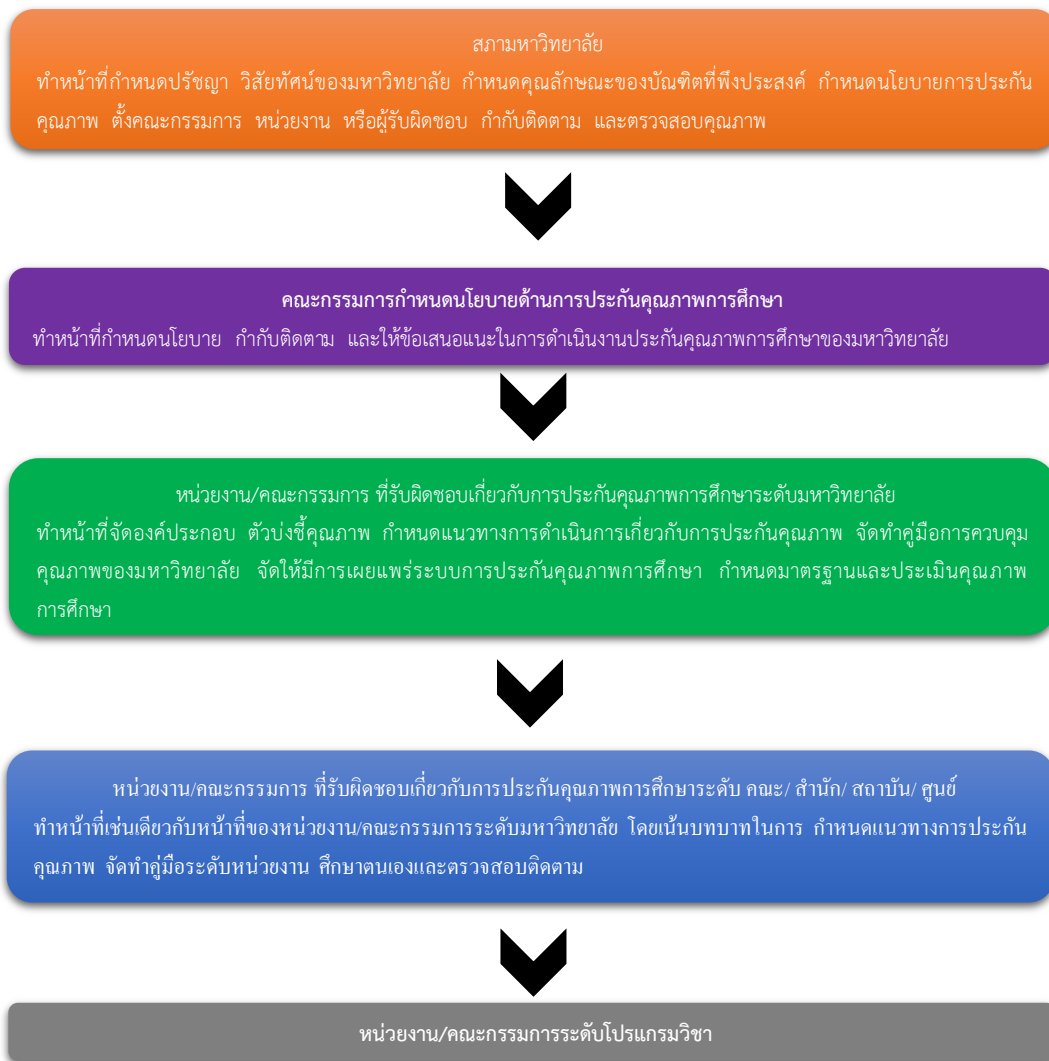 สภามหาวิทยาลัย
ทำหน้าที่กำหนดปรัชญา วิสัยทัศน์ของมหาวิทยาลัย กำหนดคุณลักษณะของบัณฑิตที่พึงประสงค์ กำหนดนโยบายการประกัน
คุณภาพ ตั้งคณะกรรมการ หน่วยงาน หรือผู้รับผิดชอบ กำกับติดตาม และตรวจสอบคุณภาพ
คณะกรรมการกำหนดนโยบายด้านการประกันคุณภาพการศึกษา
ทำหน้าที่กำหนดนโยบาย กำกับติดตาม และให้ข้อเสนอแนะในการดำเนินงานประกันคุณภาพการศึกษาของมหาวิทยาลัย
หน่วยงาน/คณะกรรมการ ที่รับผิดชอบเกี่ยวกับการประกันคุณภาพการศึกษาระดับมหาวิทยาลัย
ทำหน้าที่จัดองค์ประกอบ ตัวบ่งชี้คุณภาพ กำหนดแนวทางการดำเนินการเกี่ยวกับการประกันคุณภาพ จัดทำคู่มือการควบคุม
คุณภาพของมหาวิทยาลัย จัดให้มีการเผยแพร่ระบบการประกันคุณภาพการศึกษา กำหนดมาตรฐานและประเมินคุณภาพ
การศึกษา
หน่วยงาน/คณะกรรมการ ที่รับผิดชอบเกี่ยวกับการประกันคุณภาพการศึกษาระดับ คณะ/ สำนัก/ สถาบัน/ ศูนย์
ทำหน้าที่เช่นเดียวกับหน้าที่ของหน่วยงาน/คณะกรรมการระดับมหาวิทยาลัย โดยเน้นบทบาทในการ กำหนดแนวทางการประกัน
คุณภาพ จัดทำคู่มือระดับหน่วยงาน ศึกษาตนเองและตรวจสอบติดตาม
หน่วยงาน/คณะกรรมการระดับโปรแกรมวิชา